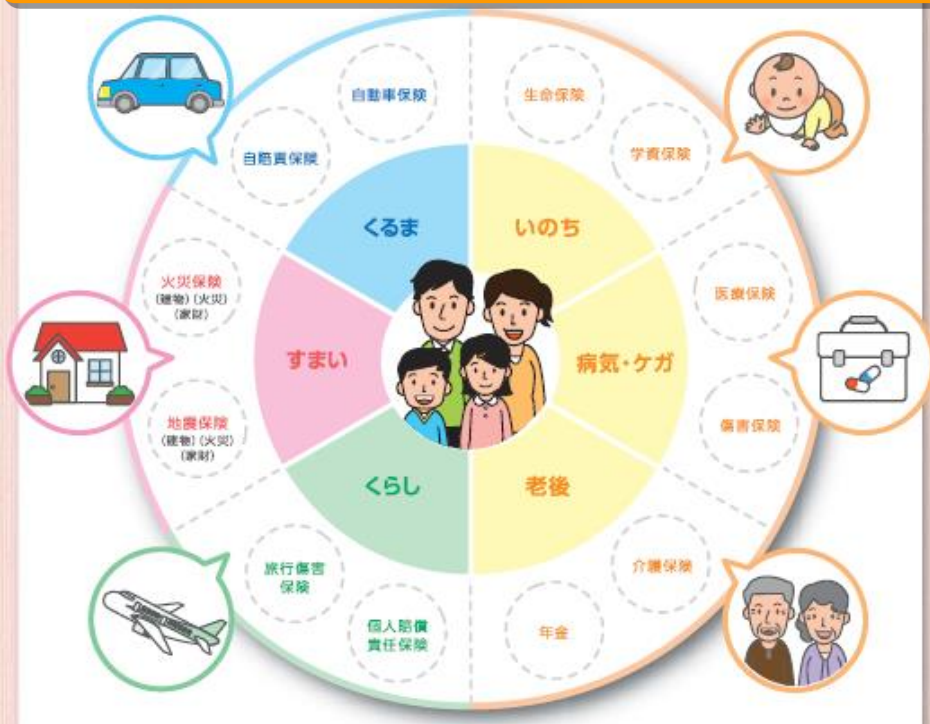 自動車保険
生命保険
自賠責保険
学資保険
くるま
いのち
火災保険
(建物)(火災)
(家財)
医療保険
すまい
病気・ケガ
地震保険
(建物)(火災)
(家財)
傷害保険
くらし
老後
旅行傷害
保険
介護保険
個人賠償
責任保険
年金